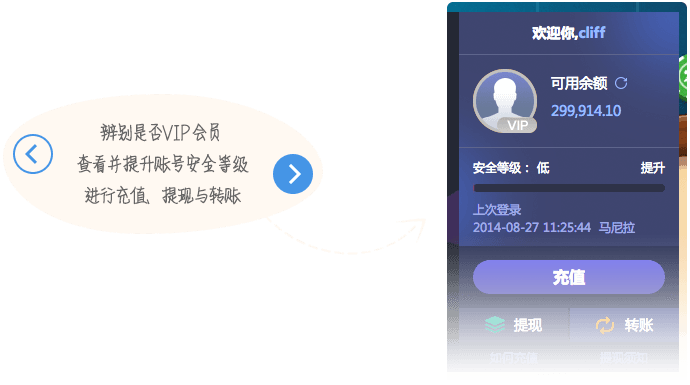 辨别是否VIP会员
查看并提升账号安全等级
进行充值、提现与转账
欢迎你,cliff
VIP
可用余额
299,914.10
安全等级： 低 提升
上次登录
2014-08-27 11:25:44 马尼拉
充值
提现 转账